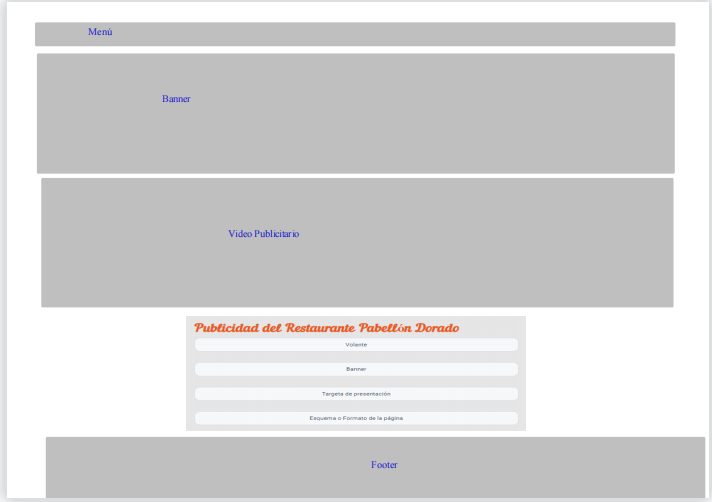 Menú
Banner
Video Publicitario
Publicidad del Restaurante Pabellón Dorado
Volante
Banner
Targeta de presentación
Esquema o Formato de la página
Footer